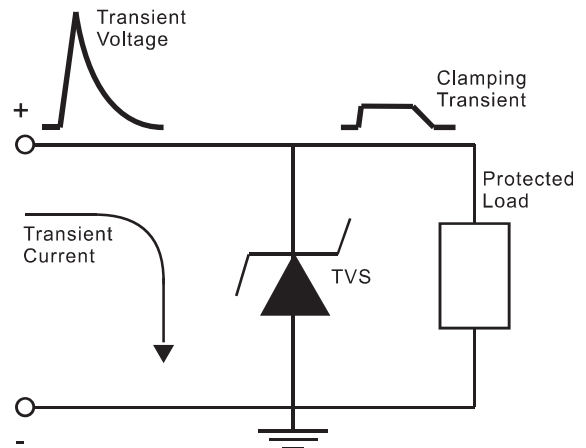 Transient
Voltage
Clamping
Transient
+
Protected
Load
Transient
Current
TVS
-